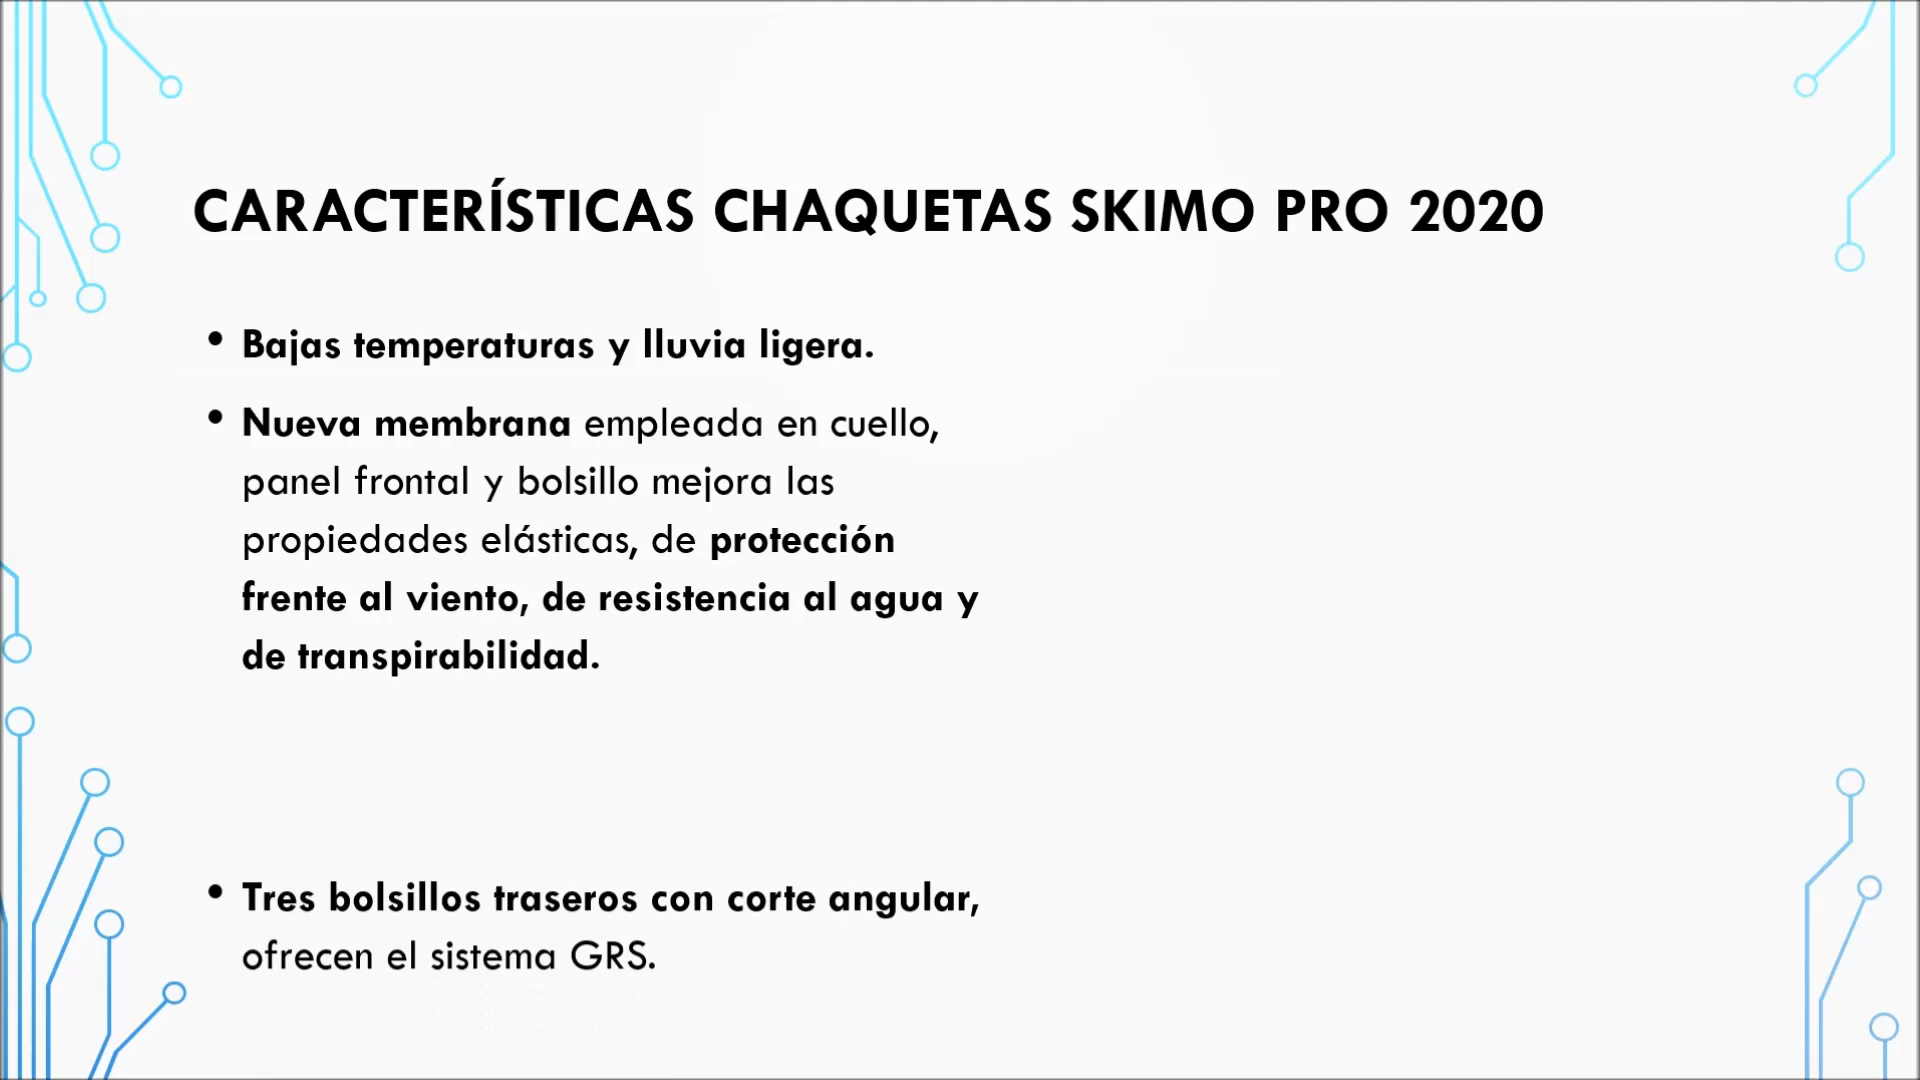 CARACTERÍSTICAS CHAQUETAS SKIMO PRO 2020
• Bajas temperaturas y lluvia ligera.
• Nueva membrana empleada en cuello,
panel frontal y bolsillo mejora las
propiedades elásticas, de protección
frente al viento, de resistencia al agua y
de transpirabilidad.
• Tres bolsillos traseros con corte angular,
ofrecen el sistema GRS.